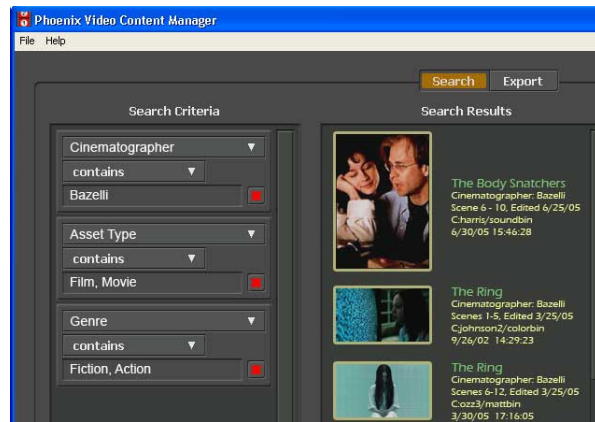 Phoenix Video Content Manager
File Help
Search Export
Search Criteria
Cinematographer
contains
Bazelli
Asset Type
contains
Film, Movie
Genre
contains
Fiction, Action
Search Results
The Body Snatchers
Cinematographer: Bazelli
Scene 6 - 10, Edited 6/25/05
C:harris/soundbin
6/30/05 15:46:28
The Ring
Cinematographer: Bazelli
Scenes 1-5, Edited 3/25/05
C:johnson2/colorbin
9/26/02 14:29:23
The Ring
Cinematographer: Bazelli
Scenes 6-12, Edited 3/25/05
C:ozz3/mattbin
3/30/05 17:16:05